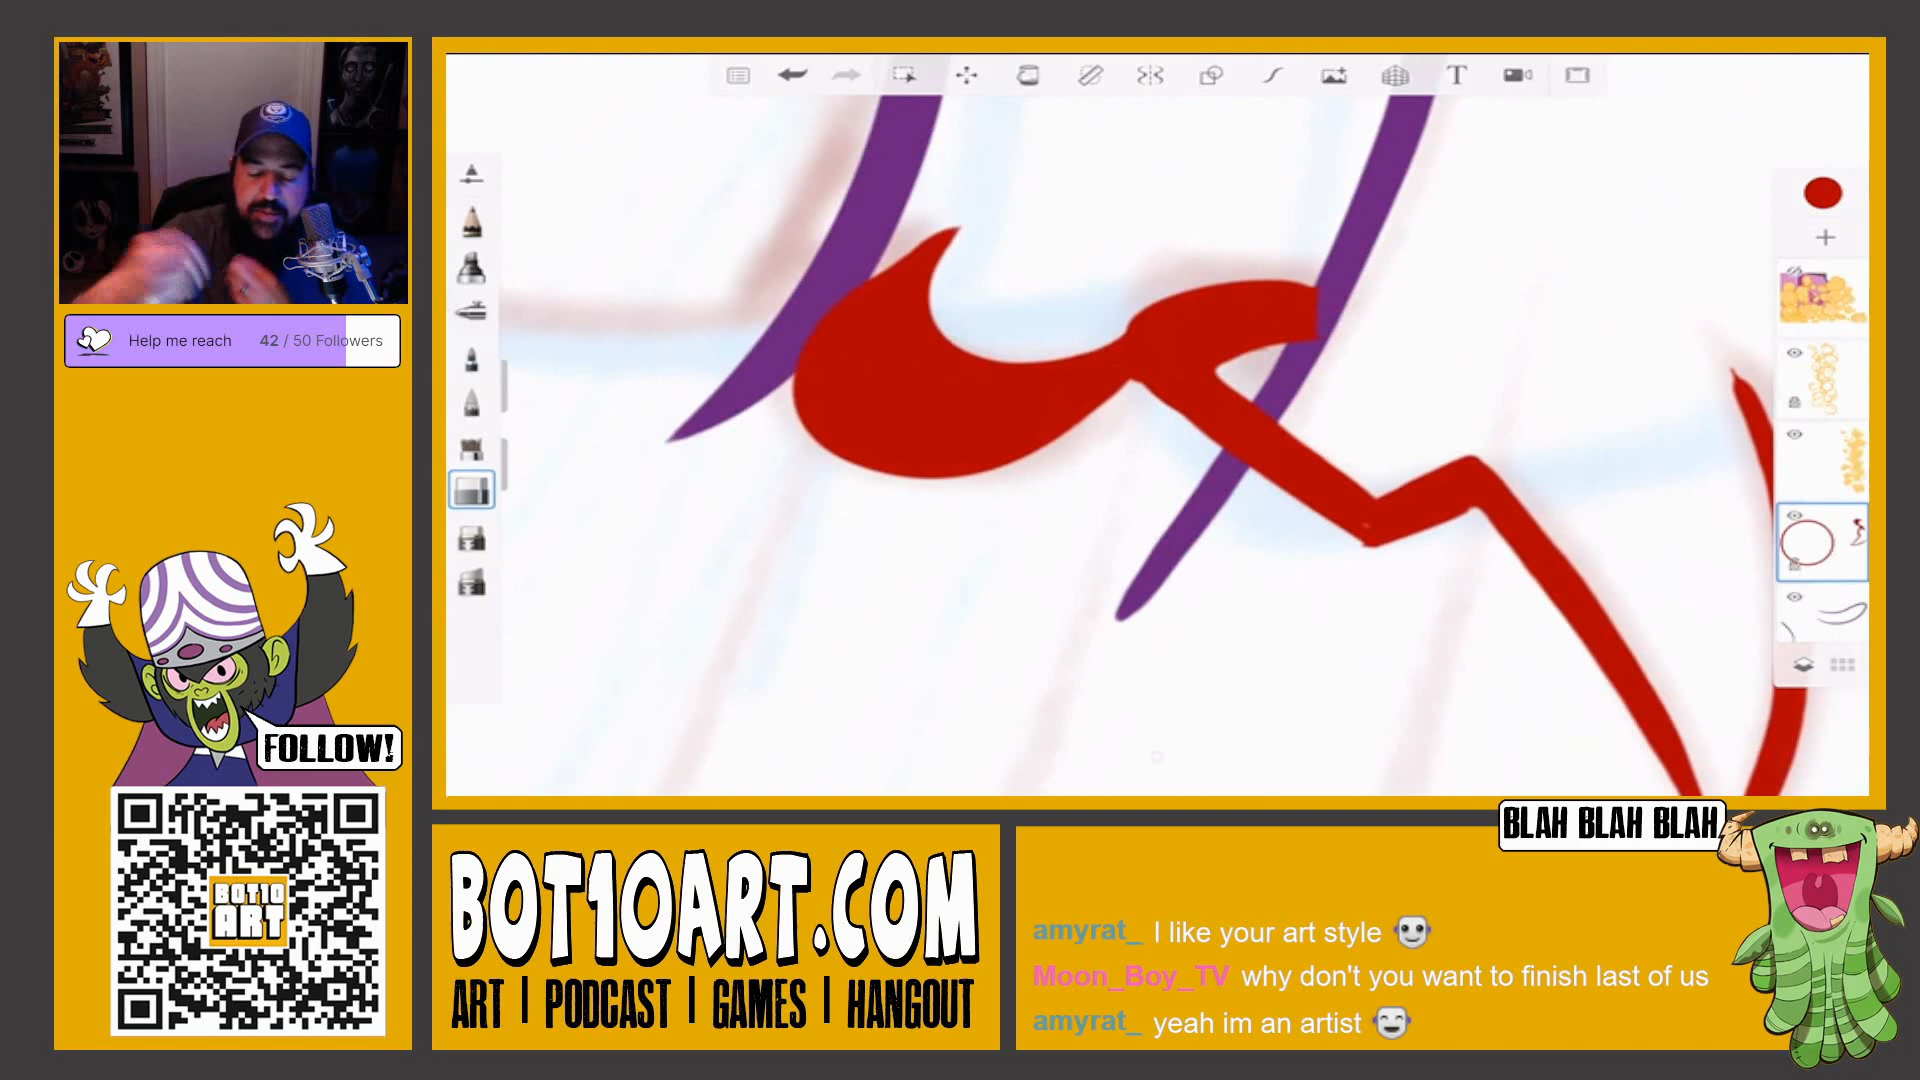 Help me reach 42 / 50 Followers
FOLLOW!
BOT10
ART
T
BOT10ART.COM
ART | PODCAST | GAMES | HANGOUT
BLAH BLAH BLAH
amyrat_ I like your art style
Moon_Boy_TV why don't you want to finish last of us
amyrat_ yeah im an artist